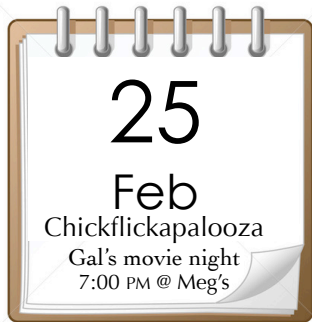 25
Feb
Chickflickapalooza
Gal's movie night
7:00 PM @ Meg's